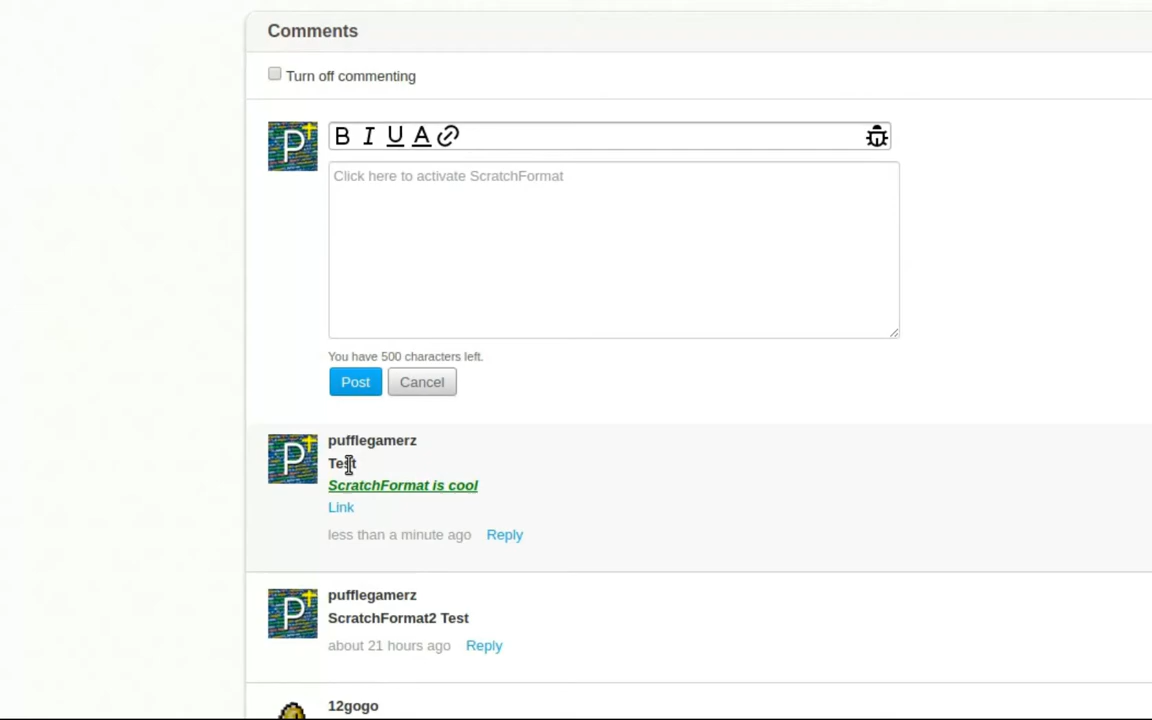 Comments
Turn off commenting
P
B I U A
Click here to activate ScratchFormat
You have 500 characters left.
Post Cancel
P
pufflegamerz
Test
ScratchFormat is cool
Link
less than a minute ago Reply
P
pufflegamerz
ScratchFormat2 Test
about 21 hours ago Reply
12gogo